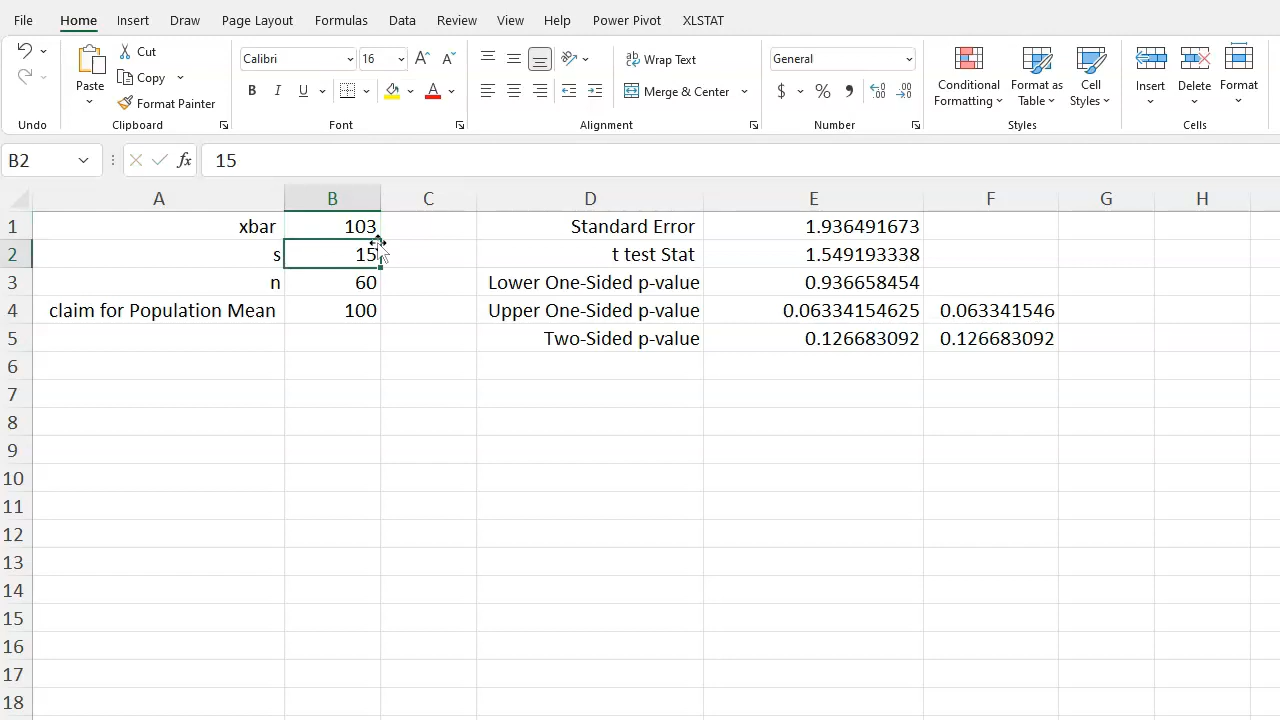 File Home Insert Draw Page Layout Formulas Data Review View Help Power Pivot XLSTAT
Paste
Cut
Copy
Format Painter
Calibri 16 A A
B I U A
ab Wrap Text
Merge & Center
General
$ % ,
Conditional Formatting
Format as Table
Cell Styles
Insert
Delete
Format
Undo Clipboard Font Alignment Number Styles Cells
B2 fx 15
A B C D E F G H
1 xbar 103 Standard Error 1.936491673
2 s 15 t test Stat 1.549193338
3 n 60 Lower One-Sided p-value 0.936658454
4 claim for Population Mean 100 Upper One-Sided p-value 0.06334154625 0.063341546
5 Two-Sided p-value 0.126683092 0.126683092
6
7
8
9
10
11
12
13
14
15
16
17
18